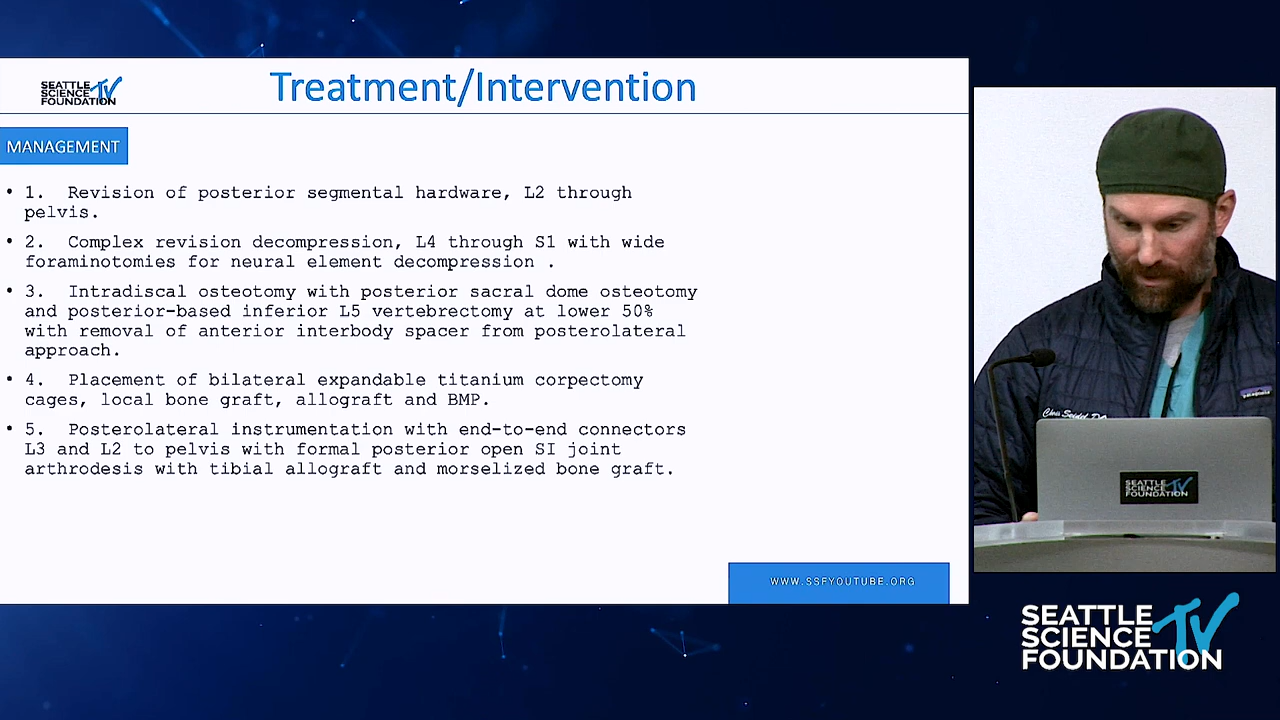 SEATTLE
SCIENCE TV
FOUNDATION
Treatment/Intervention
MANAGEMENT
• 1. Revision of posterior segmental hardware, L2 through
pelvis.
• 2. Complex revision decompression, L4 through S1 with wide
foraminotomies for neural element decompression .
• 3. Intradiscal osteotomy with posterior sacral dome osteotomy
and posterior-based inferior L5 vertebrectomy at lower 50%
with removal of anterior interbody spacer from posterolateral
approach.
• 4. Placement of bilateral expandable titanium corpectomy
cages, local bone graft, allograft and BMP.
• 5. Posterolateral instrumentation with end-to-end connectors
L3 and L2 to pelvis with formal posterior open SI joint
arthrodesis with tibial allograft and morselized bone graft.
WWW.SSFYOUTUBE.ORG
patagonia
Chris Seidel DO
SEATTLE
SCIENCE TV
FOUNDATION
SEATTLE
SCIENCE TV
FOUNDATION